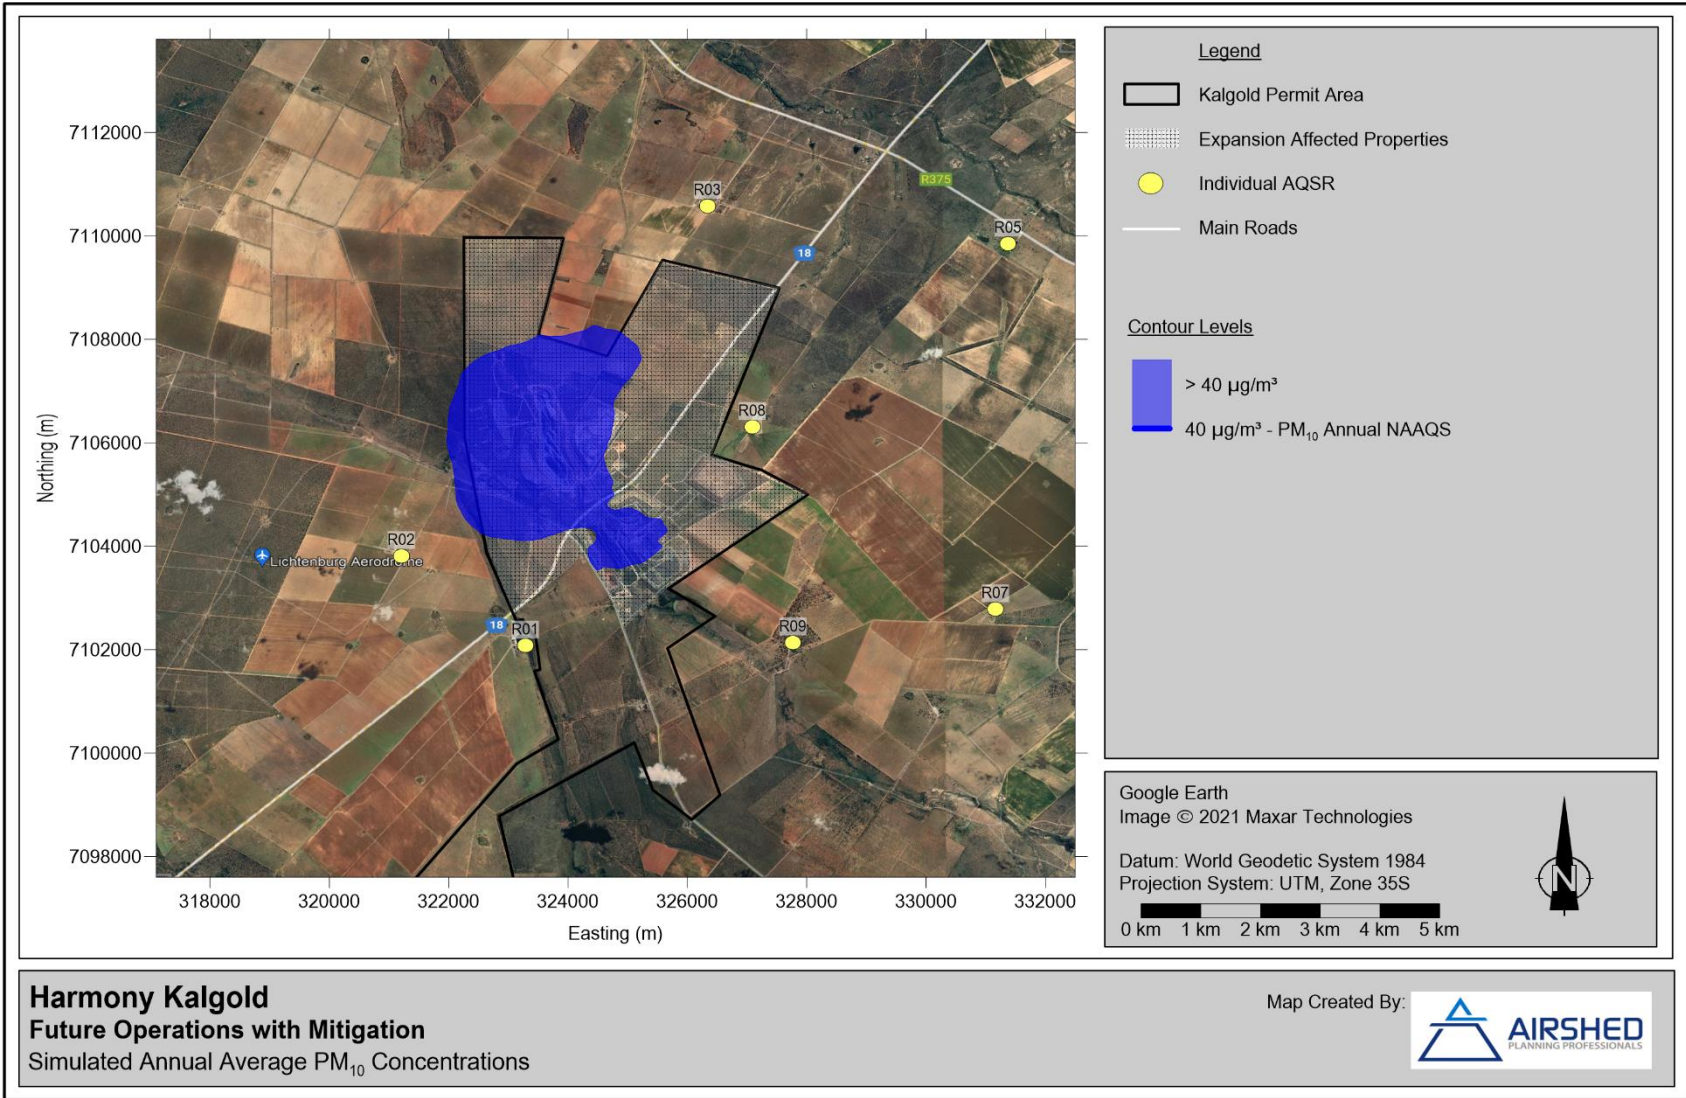 Legend
Kalgold Permit Area
Expansion Affected Properties
Individual AQSR
Main Roads
Contour Levels
> 40 µg/m³
40 µg/m³ - PM₁₀ Annual NAAQS
Northing (m)
7112000
7110000
7108000
7106000
7104000
7102000
7100000
7098000
R03
R375
R05
18
R08
R02
Lichtenburg Aerodrome
R07
18
R01
R09
318000 320000 322000 324000 326000 328000 330000 332000
Easting (m)
Google Earth
Image © 2021 Maxar Technologies
Datum: World Geodetic System 1984
Projection System: UTM, Zone 35S
0 km 1 km 2 km 3 km 4 km 5 km
N
Harmony Kalgold
Future Operations with Mitigation
Simulated Annual Average PM₁₀ Concentrations
Map Created By:
AIRSHED
PLANNING PROFESSIONALS